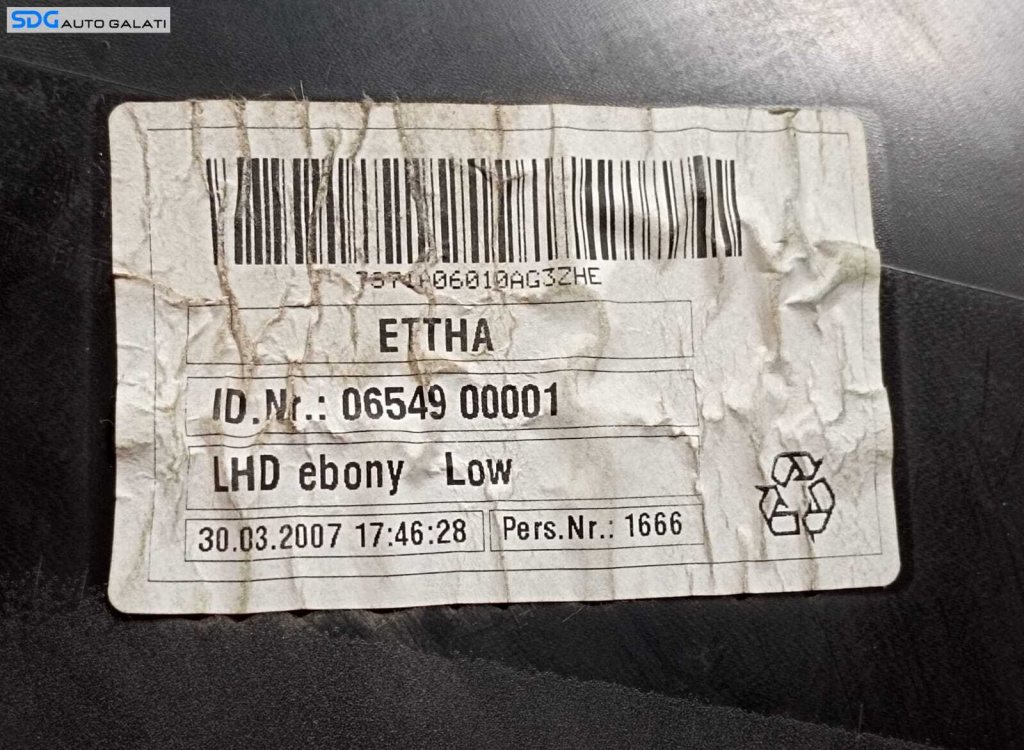 SDG AUTO GALATI
7371A06010AG3ZHE
ETTHA
ID.Nr.: 06549 00001
LHD ebony Low
30.03.2007 17:46:28
Pers.Nr.: 1666